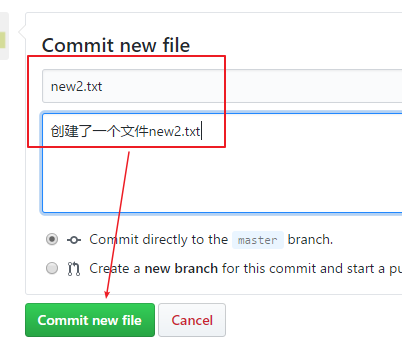 Commit new file
new2.txt
创建了一个文件new2.txt
Commit directly to the master branch.
Create a new branch for this commit and start a pu
Commit new file
Cancel